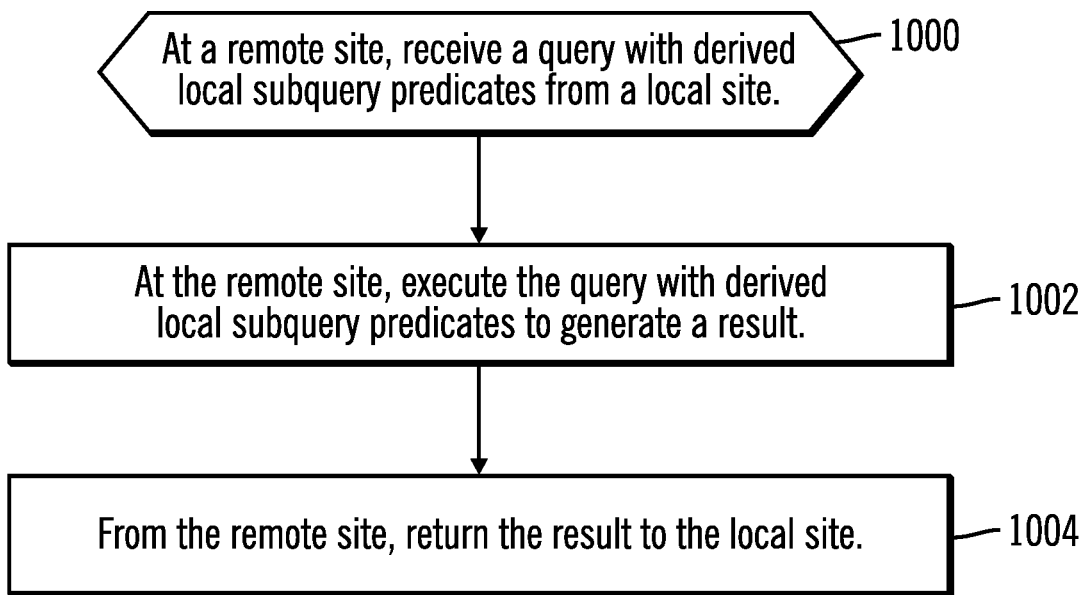 At a remote site, receive a query with derived
local subquery predicates from a local site.
1000
At the remote site, execute the query with derived
local subquery predicates to generate a result.
1002
From the remote site, return the result to the local site.
1004